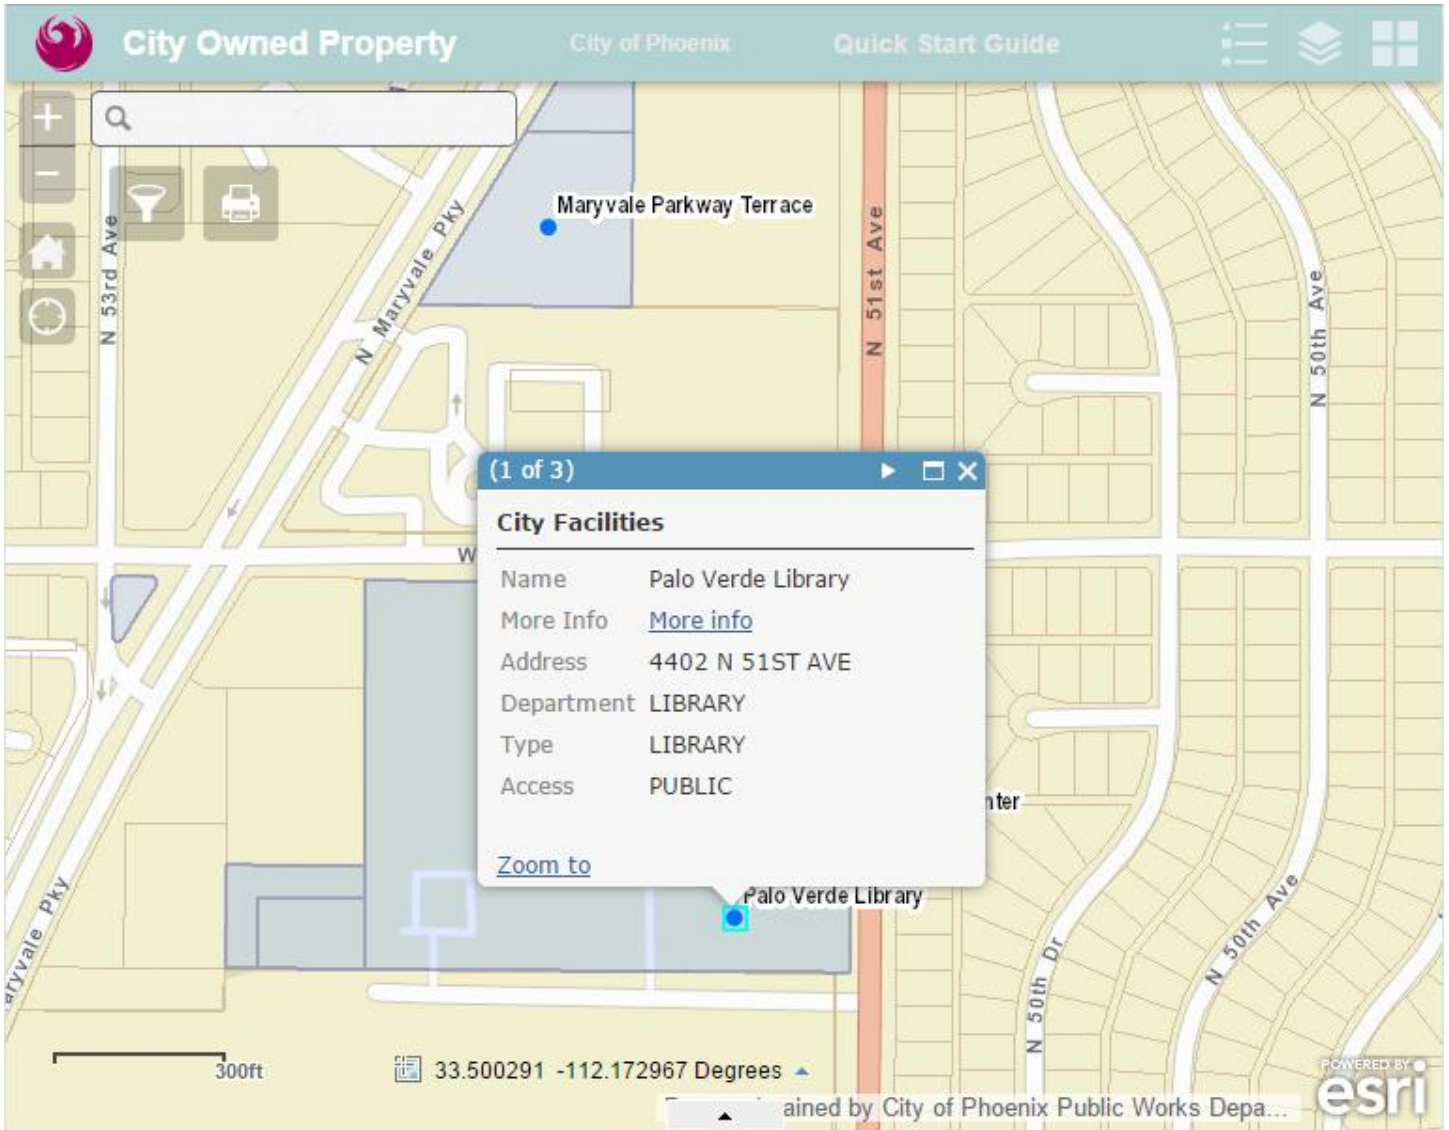 City Owned Property
City of Phoenix
Quick Start Guide
Maryvale Parkway Terrace
N 53rd Ave
N Maryvale Pky
N 51st Ave
N 50th Ave
(1 of 3)
City Facilities
Name Palo Verde Library
More Info More info
Address 4402 N 51ST AVE
Department LIBRARY
Type LIBRARY
Access PUBLIC
Zoom to
W
nter
Palo Verde Library
aryvale Pky
N 50th Dr
N 50th Ave
300ft
33.500291 -112.172967 Degrees
ained by City of Phoenix Public Works Depa...
POWERED BY
esri